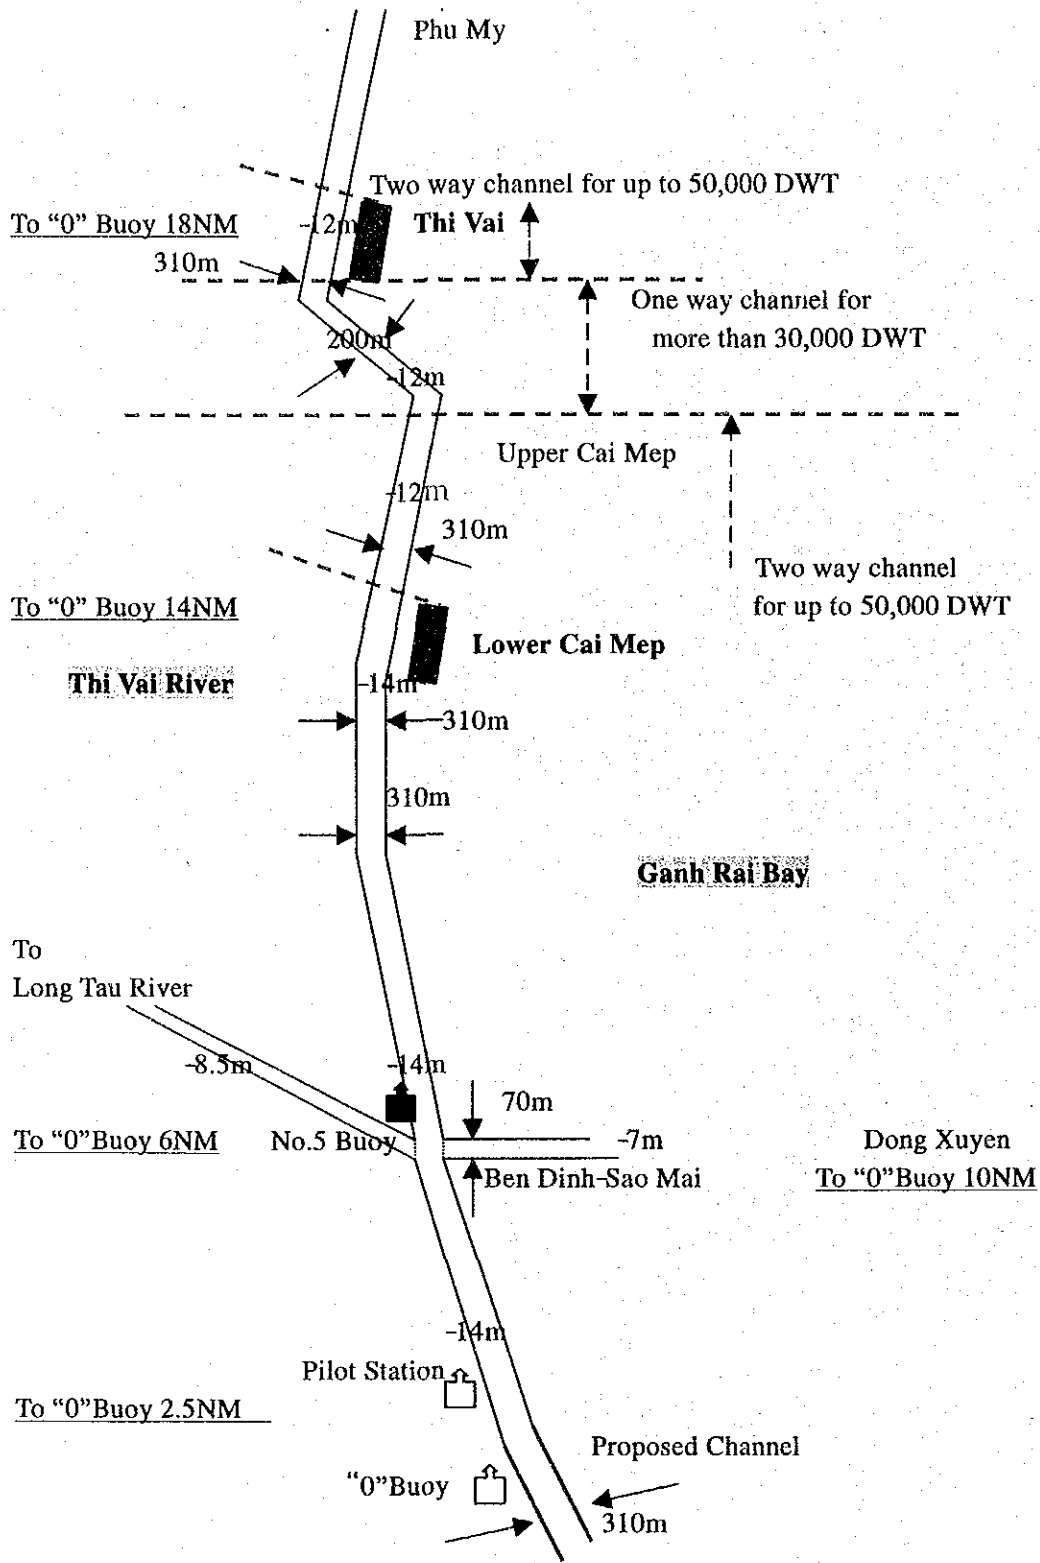 Phu My
Two way channel for up to 50,000 DWT
To “0” Buoy 18NM
-12m
Thi Vai
310m
One way channel for
more than 30,000 DWT
200m
-12m
Upper Cai Mep
-12m
310m
Two way channel
for up to 50,000 DWT
To “0” Buoy 14NM
Lower Cai Mep
Thi Vai River
-14m
310m
310m
Ganh Rai Bay
To
Long Tau River
-8.5m
-14m
70m
To “0”Buoy 6NM
No.5 Buoy
-7m
Dong Xuyen
Ben Dinh-Sao Mai
To “0”Buoy 10NM
-14m
Pilot Station
To “0”Buoy 2.5NM
Proposed Channel
“0”Buoy
310m